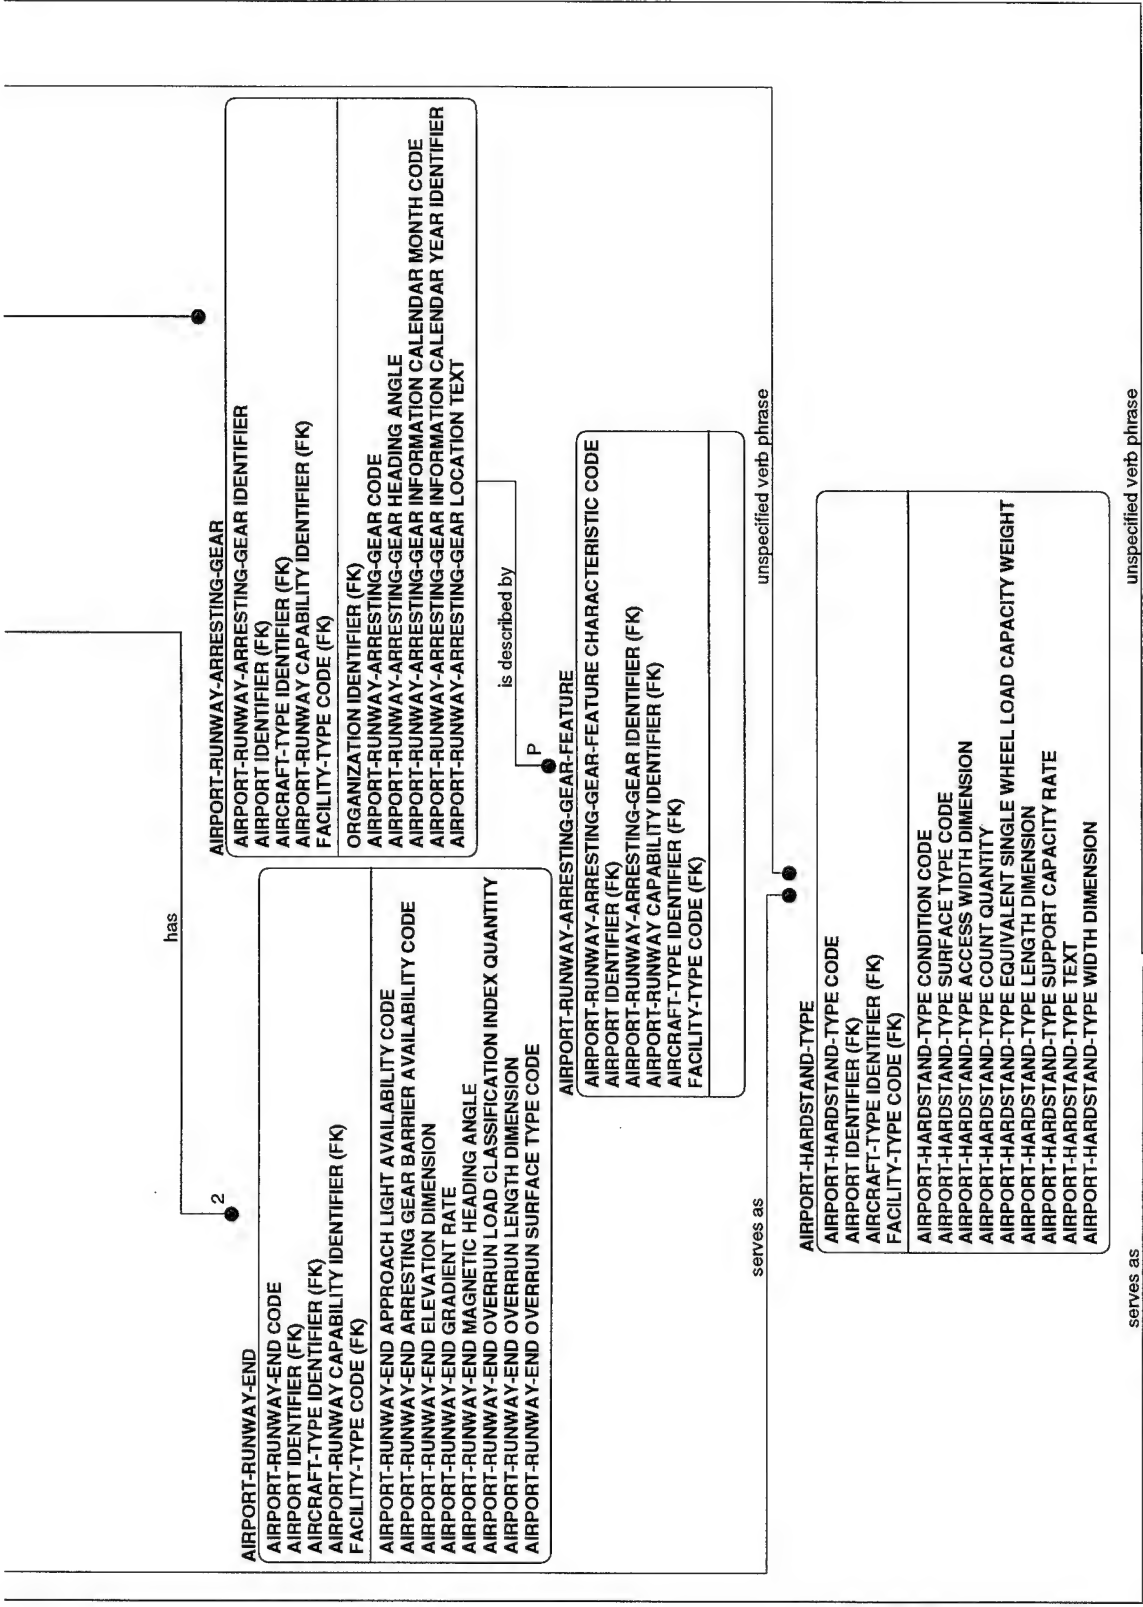 has
2
AIRPORT-RUNWAY-END
AIRPORT-RUNWAY-END CODE
AIRPORT IDENTIFIER (FK)
AIRCRAFT-TYPE IDENTIFIER (FK)
AIRPORT-RUNWAY CAPABILITY IDENTIFIER (FK)
FACILITY-TYPE CODE (FK)
AIRPORT-RUNWAY-END APPROACH LIGHT AVAILABILITY CODE
AIRPORT-RUNWAY-END ARRESTING GEAR BARRIER AVAILABILITY CODE
AIRPORT-RUNWAY-END ELEVATION DIMENSION
AIRPORT-RUNWAY-END GRADIENT RATE
AIRPORT-RUNWAY-END MAGNETIC HEADING ANGLE
AIRPORT-RUNWAY-END OVERRUN LOAD CLASSIFICATION INDEX QUANTITY
AIRPORT-RUNWAY-END OVERRUN LENGTH DIMENSION
AIRPORT-RUNWAY-END OVERRUN SURFACE TYPE CODE
AIRPORT-RUNWAY-ARRESTING-GEAR
AIRPORT-RUNWAY-ARRESTING-GEAR IDENTIFIER
AIRPORT IDENTIFIER (FK)
AIRCRAFT-TYPE IDENTIFIER (FK)
AIRPORT-RUNWAY CAPABILITY IDENTIFIER (FK)
FACILITY-TYPE CODE (FK)
ORGANIZATION IDENTIFIER (FK)
AIRPORT-RUNWAY-ARRESTING-GEAR CODE
AIRPORT-RUNWAY-ARRESTING-GEAR HEADING ANGLE
AIRPORT-RUNWAY-ARRESTING-GEAR INFORMATION CALENDAR MONTH CODE
AIRPORT-RUNWAY-ARRESTING-GEAR INFORMATION CALENDAR YEAR IDENTIFIER
AIRPORT-RUNWAY-ARRESTING-GEAR LOCATION TEXT
is described by
P
AIRPORT-RUNWAY-ARRESTING-GEAR-FEATURE
AIRPORT-RUNWAY-ARRESTING-GEAR-FEATURE CHARACTERISTIC CODE
AIRPORT IDENTIFIER (FK)
AIRPORT-RUNWAY-ARRESTING-GEAR IDENTIFIER (FK)
AIRPORT-RUNWAY CAPABILITY IDENTIFIER (FK)
AIRCRAFT-TYPE IDENTIFIER (FK)
FACILITY-TYPE CODE (FK)
serves as
unspecified verb phrase
AIRPORT-HARDSTAND-TYPE
AIRPORT-HARDSTAND-TYPE CODE
AIRPORT IDENTIFIER (FK)
AIRCRAFT-TYPE IDENTIFIER (FK)
FACILITY-TYPE CODE (FK)
AIRPORT-HARDSTAND-TYPE CONDITION CODE
AIRPORT-HARDSTAND-TYPE SURFACE TYPE CODE
AIRPORT-HARDSTAND-TYPE ACCESS WIDTH DIMENSION
AIRPORT-HARDSTAND-TYPE COUNT QUANTITY
AIRPORT-HARDSTAND-TYPE EQUIVALENT SINGLE WHEEL LOAD CAPACITY WEIGHT
AIRPORT-HARDSTAND-TYPE LENGTH DIMENSION
AIRPORT-HARDSTAND-TYPE SUPPORT CAPACITY RATE
AIRPORT-HARDSTAND-TYPE TEXT
AIRPORT-HARDSTAND-TYPE WIDTH DIMENSION
serves as
unspecified verb phrase